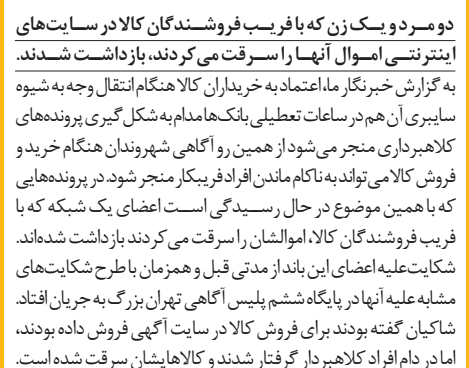 دو مرد و یک زن که با فریب فروشندگان کالا در سایت‌های
اینترنتی اموال آنها را سرقت می‌کردند، بازداشت شدند.
به گزارش خبرنگار ما، اعتماد به خریداران کالا هنگام انتقال وجه به شیوه
سایبری آن هم در ساعات تعطیلی بانک‌ها مدام به شکل گیری پرونده‌های
کلاهبرداری منجر می‌شود از همین رو آگاهی شهروندان هنگام خرید و
فروش کالا می‌تواند به ناکام ماندن افراد فریبکار منجر شود. در پرونده‌هایی
که با همین موضوع در حال رسیدگی است اعضای یک شبکه که با
فریب فروشندگان کالا، اموالشان را سرقت می کردند بازداشت شده‌اند.
شکایت علیه اعضای این باند از مدتی قبل و همزمان با طرح شکایت‌های
مشابه علیه آنها در پایگاه ششم پلیس آگاهی تهران بزرگ به جریان افتاد.
شاکیان گفته بودند برای فروش کالا در سایت آگهی فروش داده بودند،
اما در دام افراد کلاهبردار گرفتار شدند و کالاهایشان سرقت شده است.